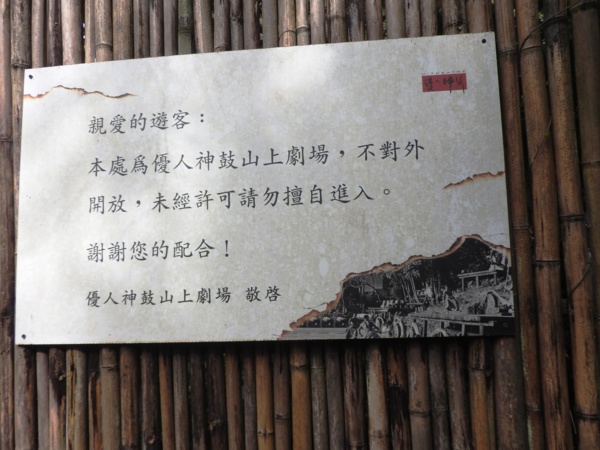 親愛的遊客：
本處為優人神鼓山上劇場，不對外
開放，未經許可請勿擅自進入。
謝謝您的配合！
優人神鼓山上劇場 敬啓